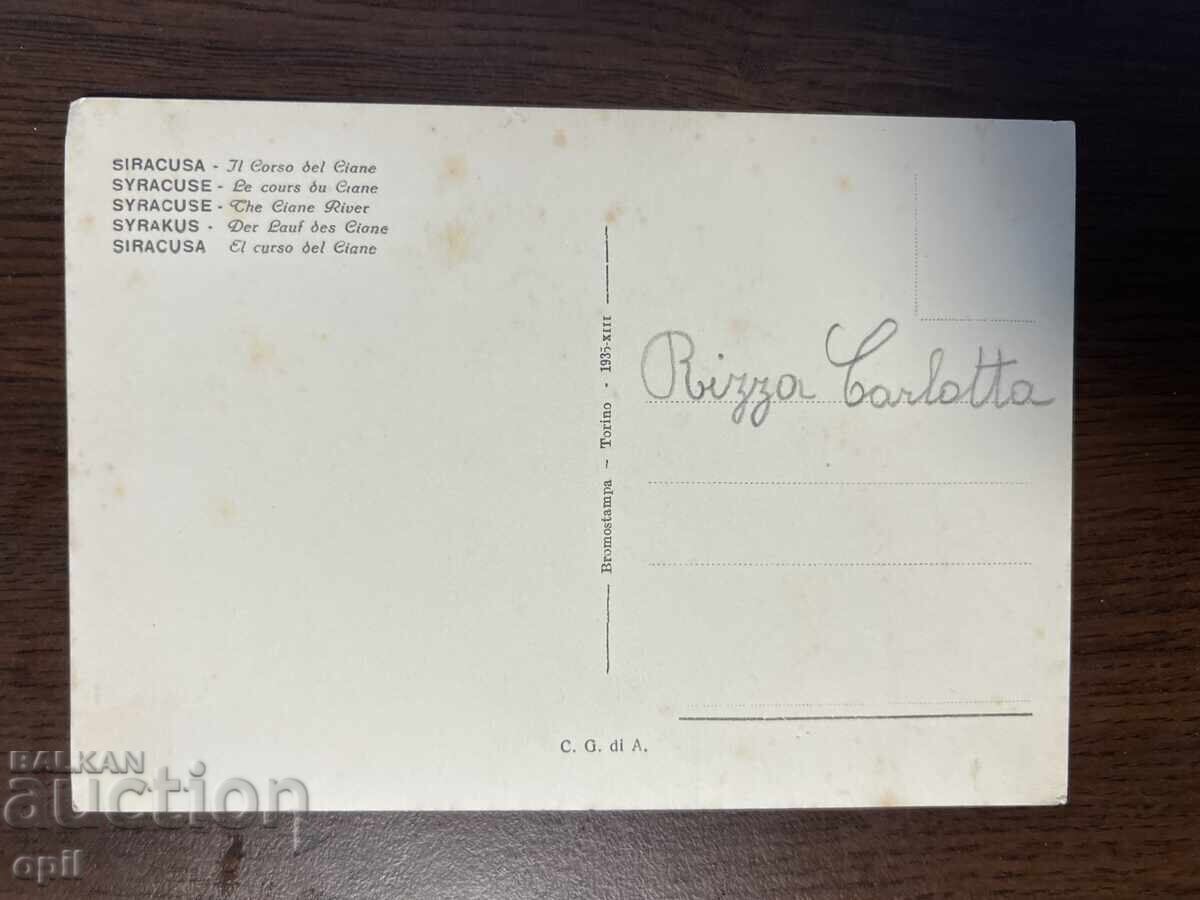 SIRACUSA - Il Corso del Ciane
SYRACUSE - Le cours du Ciane
SYRACUSE - The Ciane River
SYRAKUS - Der Lauf des Ciane
SIRACUSA El curso del Ciane
Bromostampa - Torino - 1935-XIII
Rizza Carlotta
C. G. di A.
BALKAN
auction
opil